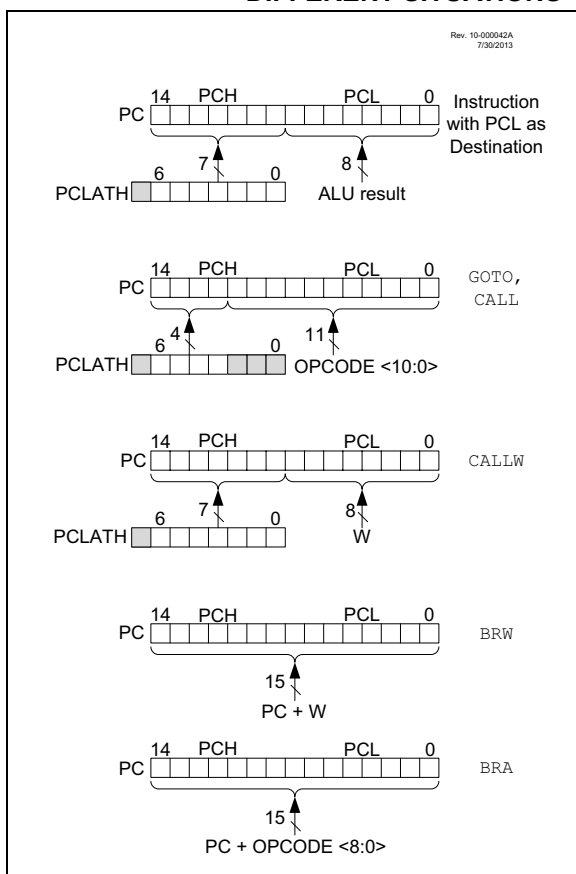 Rev. 10-000042A
7/30/2013
14 PCH PCL 0
PC
Instruction
with PCL as
Destination
7 8
6 0
PCLATH
ALU result
14 PCH PCL 0
PC
GOTO,
CALL
4 11
6 0
PCLATH
OPCODE <10:0>
14 PCH PCL 0
PC
CALLW
7 8
6 0
PCLATH
W
14 PCH PCL 0
PC
BRW
15
PC + W
14 PCH PCL 0
PC
BRA
15
PC + OPCODE <8:0>